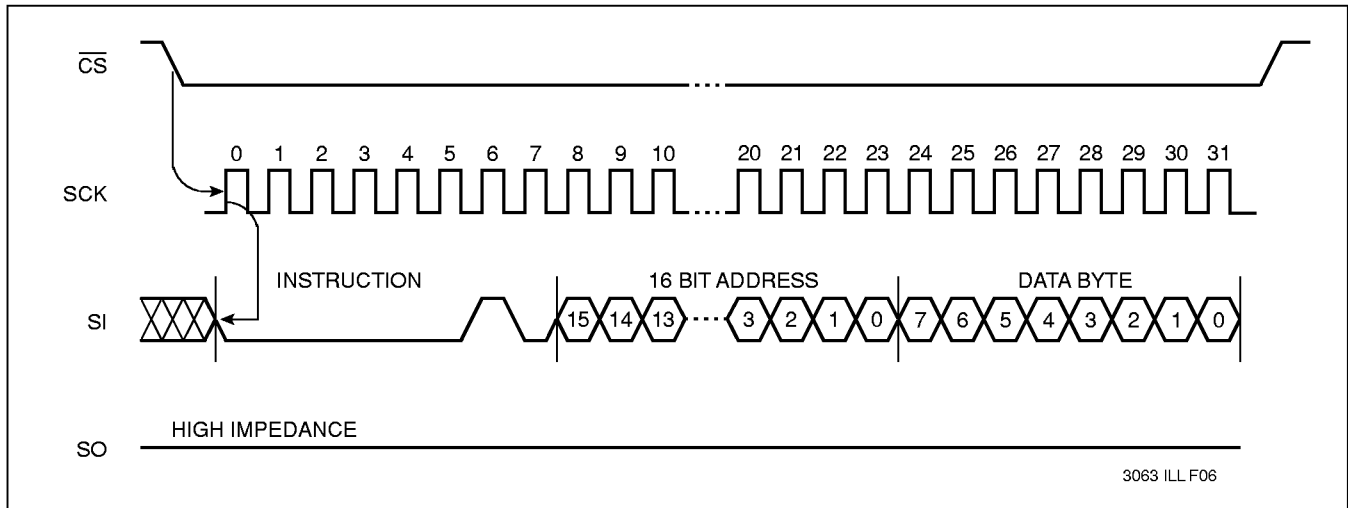 CS
0 1 2 3 4 5 6 7 8 9 10 20 21 22 23 24 25 26 27 28 29 30 31
SCK
INSTRUCTION 16 BIT ADDRESS DATA BYTE
SI 15 14 13 3 2 1 0 7 6 5 4 3 2 1 0
HIGH IMPEDANCE
SO
3063 ILL F06